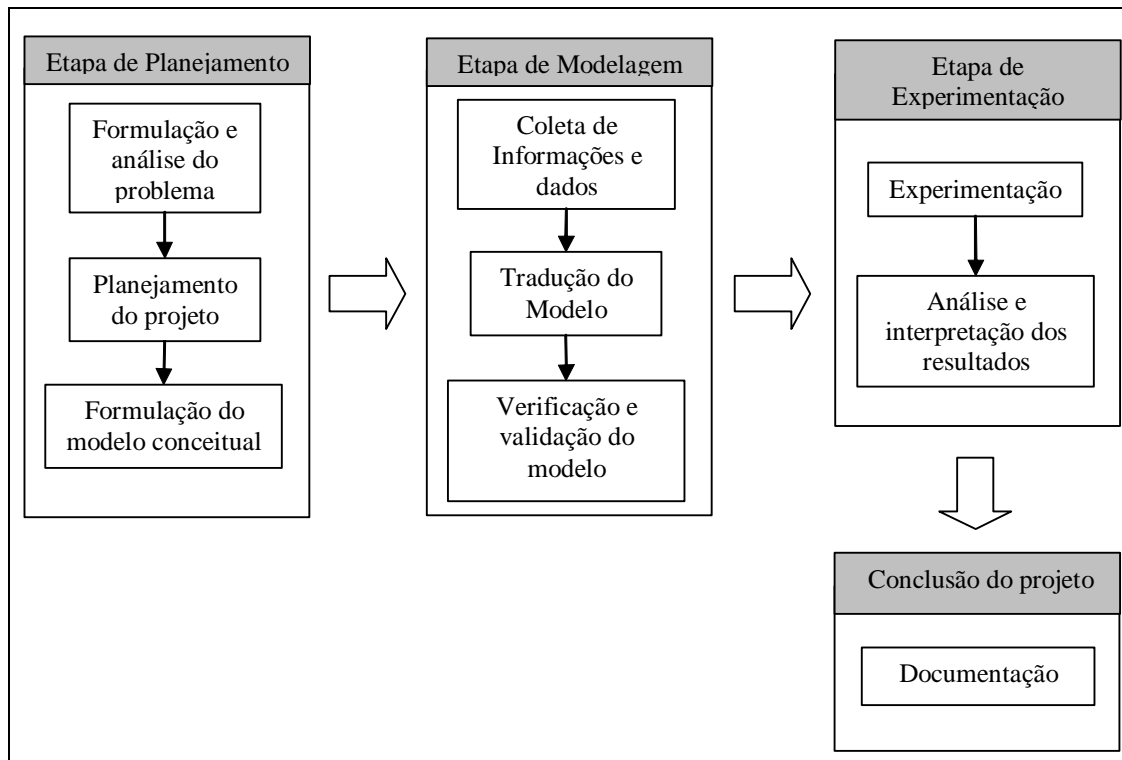 Etapa de Planejamento
Formulação e
análise do
problema
Planejamento
do projeto
Formulação do
modelo conceitual
Etapa de Modelagem
Coleta de
Informações e
dados
Tradução do
Modelo
Verificação e
validação do
modelo
Etapa de
Experimentação
Experimentação
Análise e
interpretação dos
resultados
Conclusão do projeto
Documentação